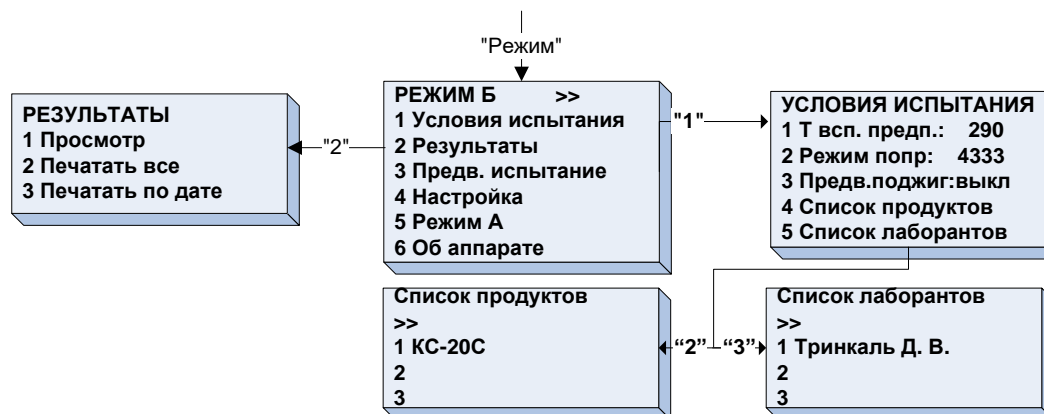 "Режим"
РЕЗУЛЬТАТЫ
1 Просмотр
2 Печатать все
3 Печатать по дате
"2"
РЕЖИМ Б >>
1 Условия испытания
2 Результаты
3 Предв. испытание
4 Настройка
5 Режим А
6 Об аппарате
"1"
УСЛОВИЯ ИСПЫТАНИЯ
1 Т всп. предп.: 290
2 Режим попр: 4333
3 Предв.поджиг:выкл
4 Список продуктов
5 Список лаборантов
Список продуктов
>>
1 КС-20С
2
3
“2”
“3”
Список лаборантов
>>
1 Тринкаль Д. В.
2
3